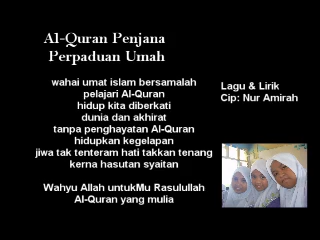 Al-Quran Penjana
Perpaduan Umah
wahai umat islam bersamalah
pelajari Al-Quran
hidup kita diberkati
dunia dan akhirat
tanpa penghayatan Al-Quran
hidupkan kegelapan
jiwa tak tenteram hati takkan tenang
kerna hasutan syaitan
Wahyu Allah untukMu Rasulullah
Al-Quran yang mulia
Lagu & Lirik
Cip: Nur Amirah